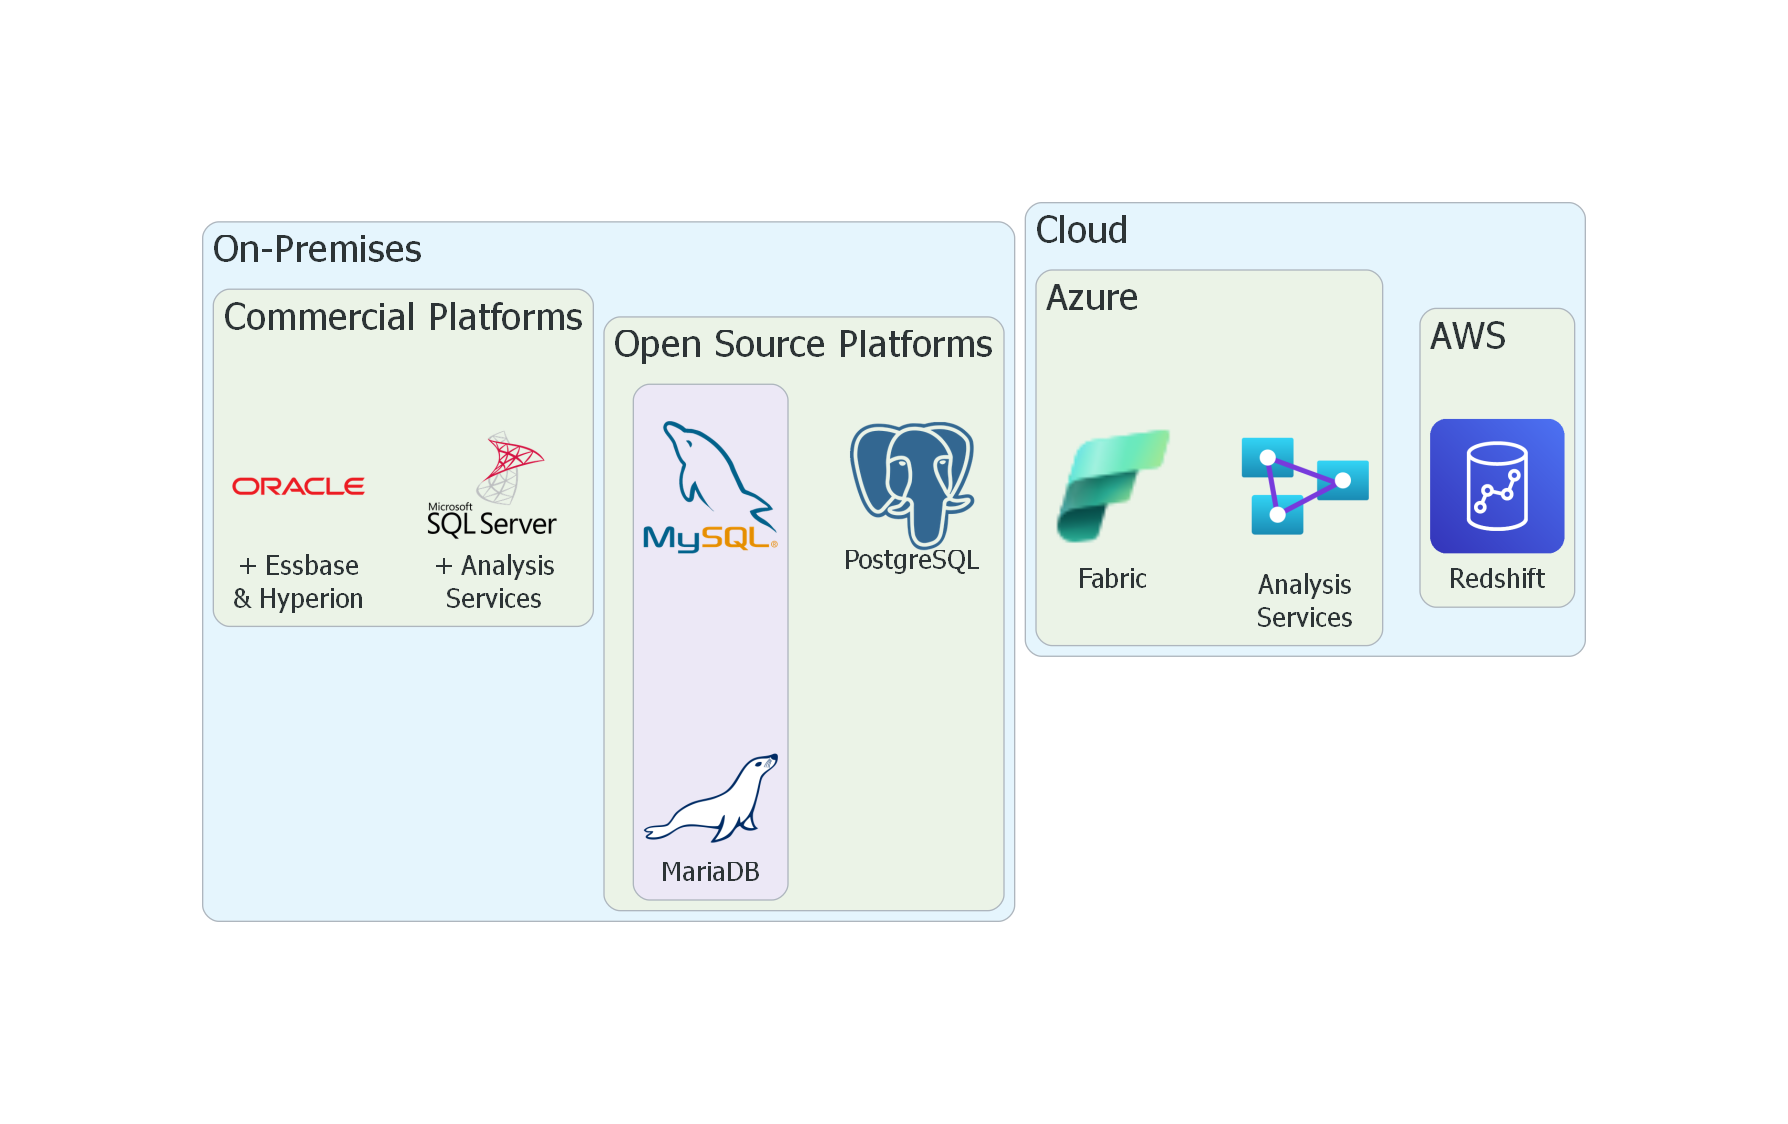 On-Premises
Commercial Platforms
ORACLE
+ Essbase
& Hyperion
Microsoft
SQL Server
+ Analysis
Services
Open Source Platforms
MySQL®
MariaDB
PostgreSQL
Cloud
Azure
Fabric
Analysis
Services
AWS
Redshift